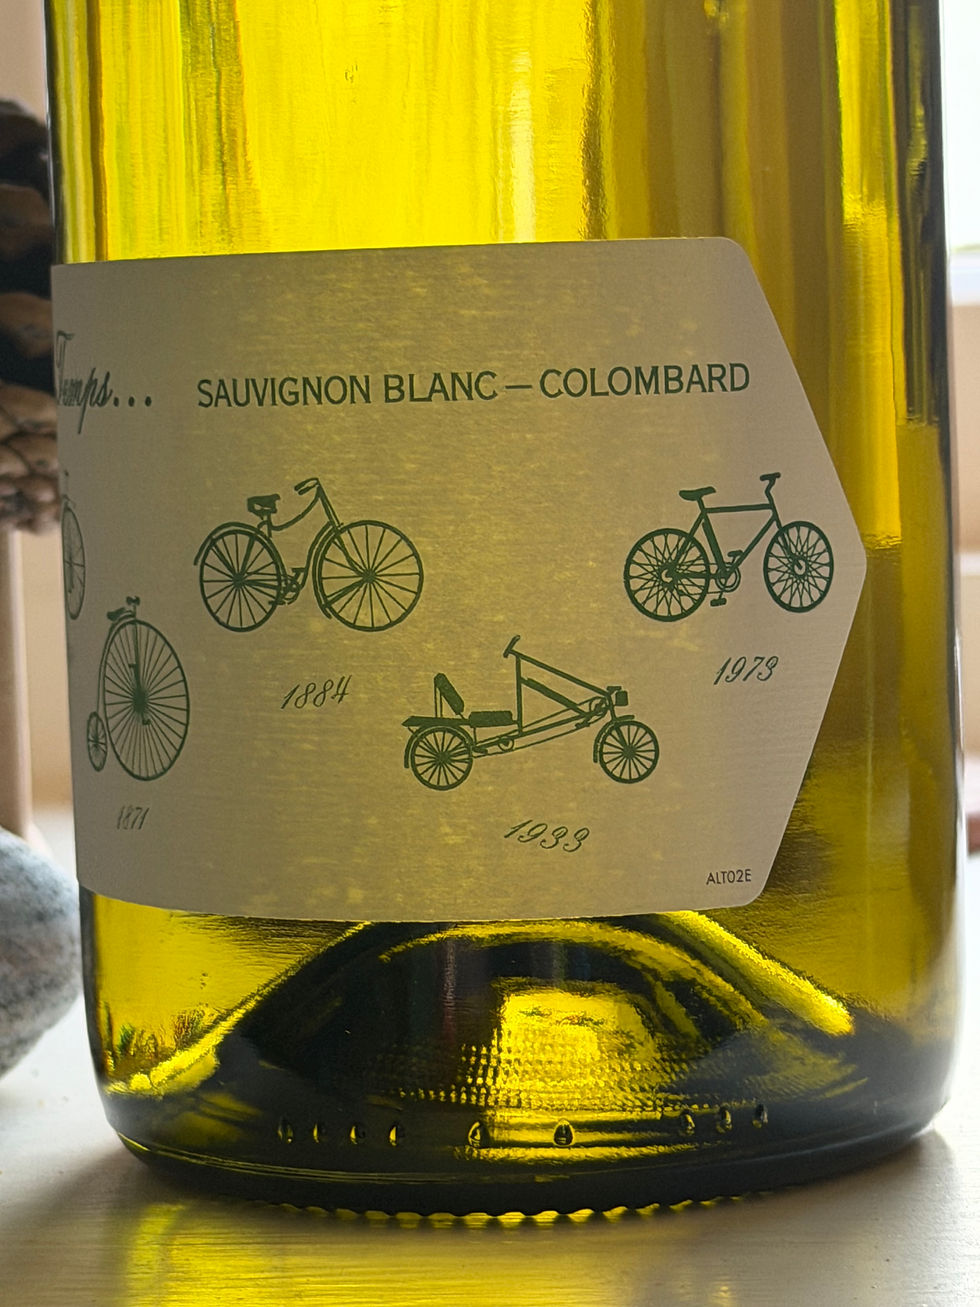 Temps...
SAUVIGNON BLANC — COLOMBARD
1884
1973
1871
1933
ALT02E